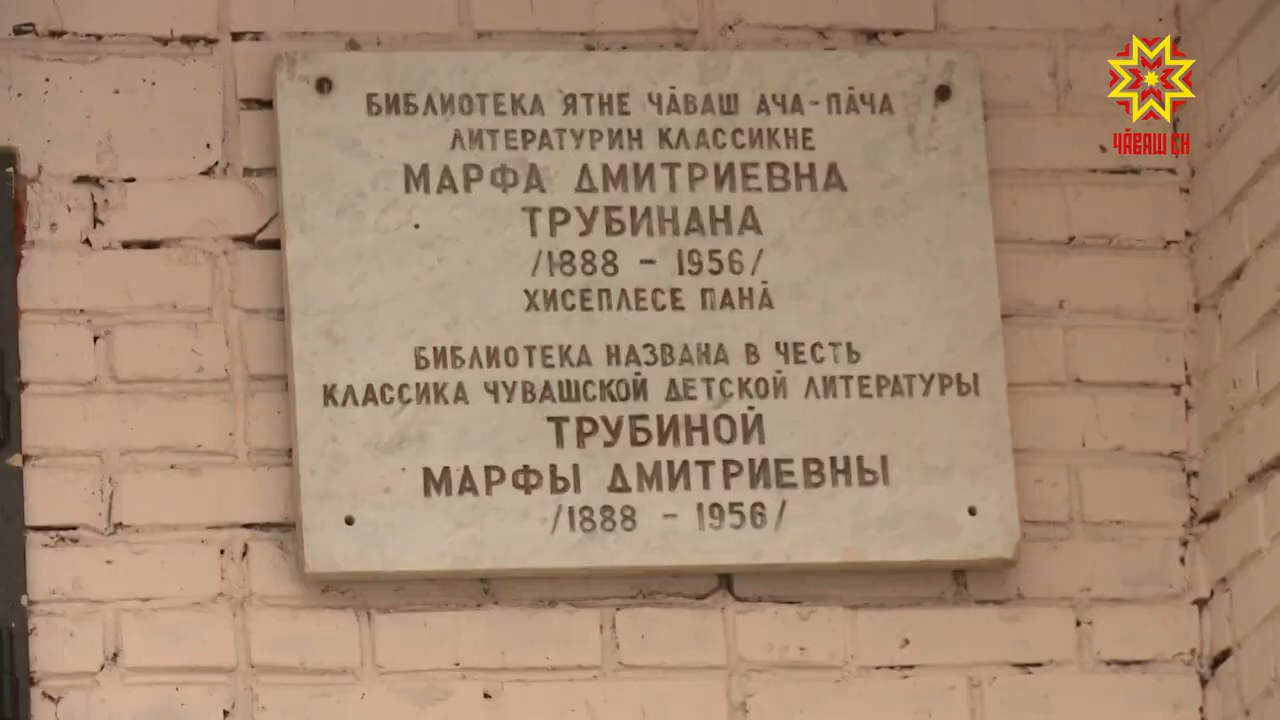 БИБЛИОТЕКА ЯТНЕ ЧӐВАШ АЧА-ПӐЧА
ЛИТЕРАТУРИН КЛАССИКНЕ
МАРФА ДМИТРИЕВНА
ТРУБИНАНА
/1888 - 1956/
ХИСЕПЛЕСЕ ПАНӐ
БИБЛИОТЕКА НАЗВАНА В ЧЕСТЬ
КЛАССИКА ЧУВАШСКОЙ ДЕТСКОЙ ЛИТЕРАТУРЫ
ТРУБИНОЙ
МАРФЫ ДМИТРИЕВНЫ
/1888 - 1956/
ЧӐВАШ ЕН